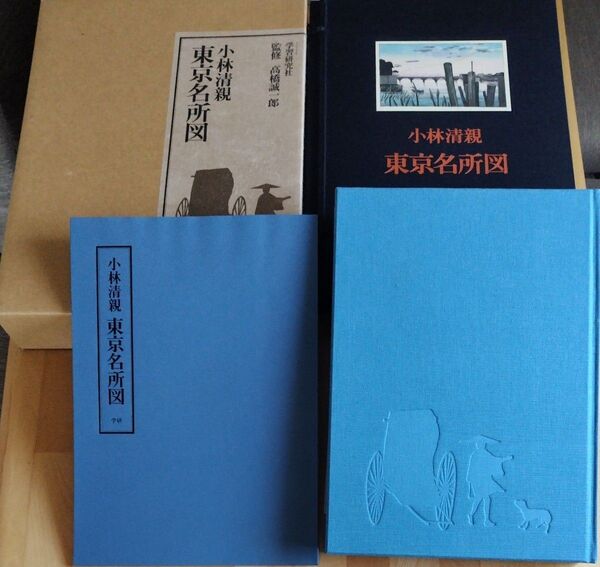 学習研究社
監修 高橋誠一郎
小林清親
東京名所図
小林清親
東京名所図
小林清親 東京名所図 学研